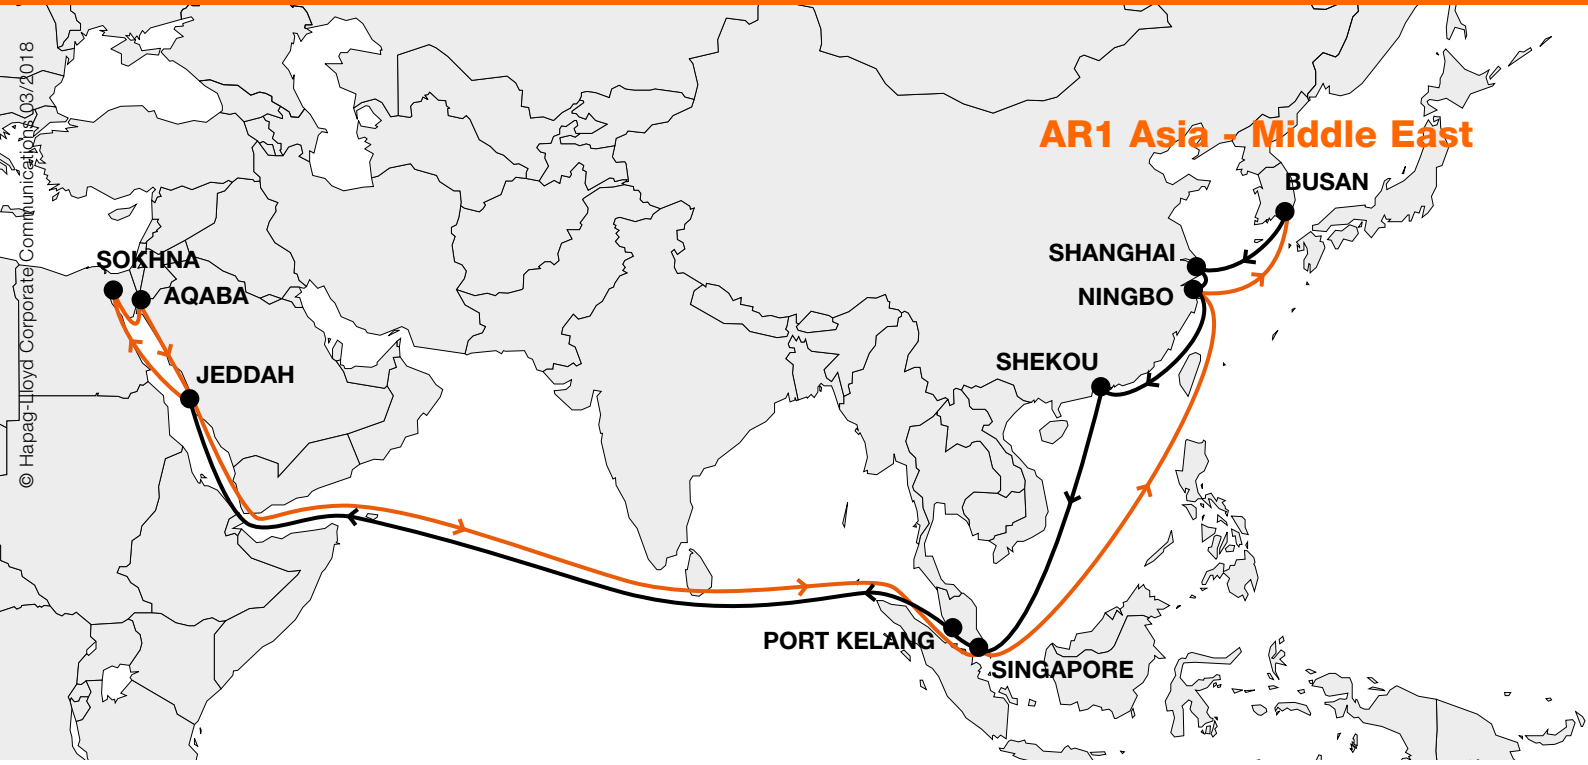 © Hapag-Lloyd Corporate Communications 03/2018
AR1 Asia - Middle East
BUSAN
SHANGHAI
SOKHNA
AQABA
NINGBO
SHEKOU
JEDDAH
PORT KELANG
SINGAPORE